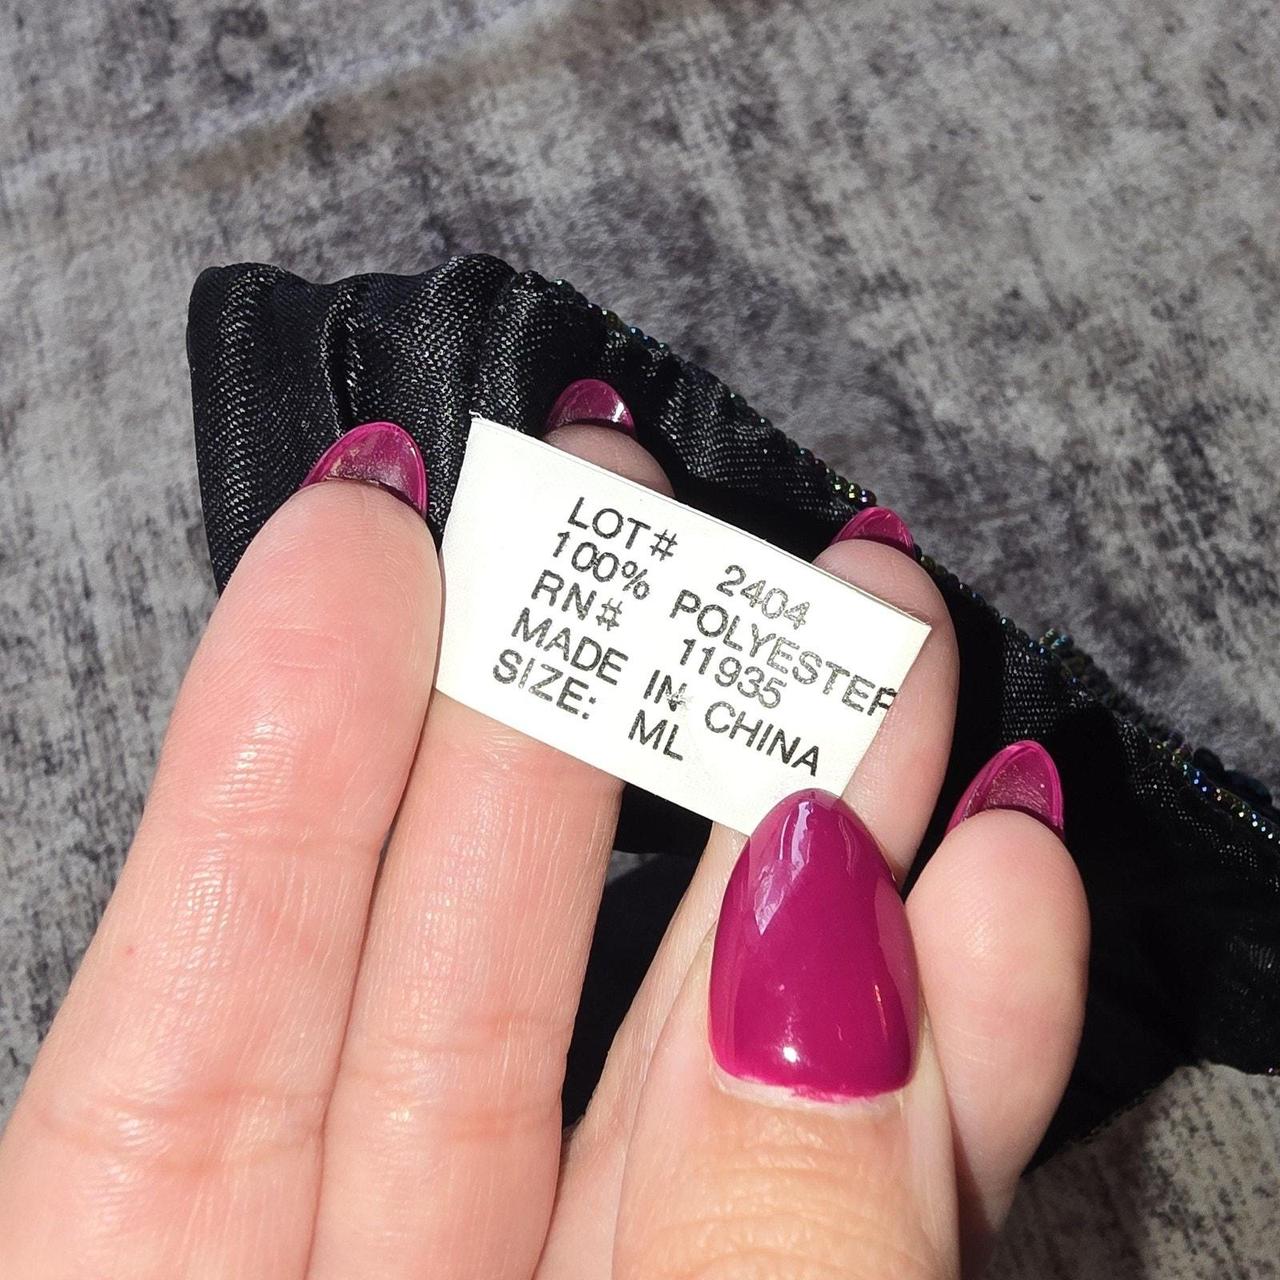 LOT# 2404
100% POLYESTER
RN# 11935
MADE IN CHINA
SIZE: ML